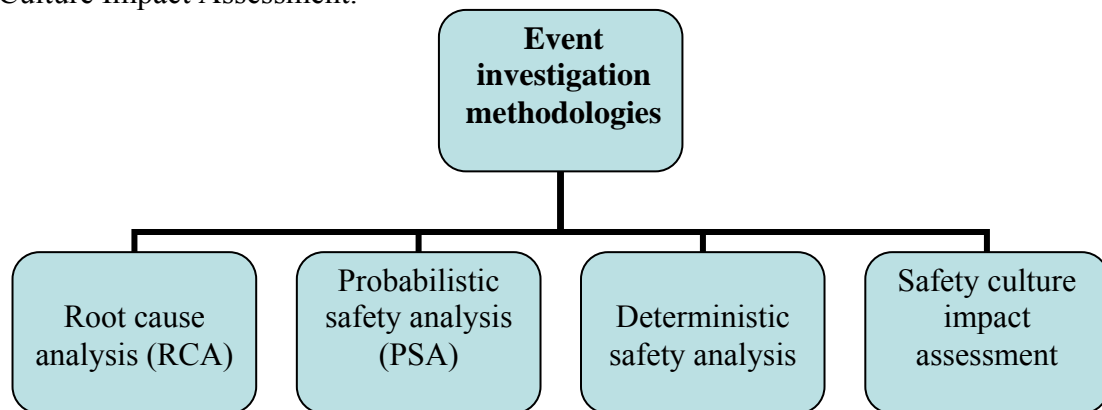 Culture Impact Assessment.
Event
investigation
methodologies
Root cause
analysis (RCA)
Probabilistic
safety analysis
(PSA)
Deterministic
safety analysis
Safety culture
impact
assessment